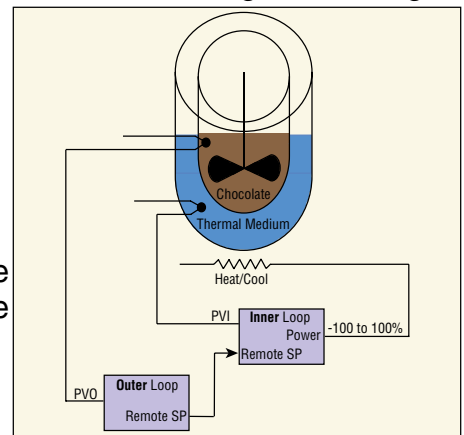 Chocolate
Thermal Medium
Heat/Cool
PVI
Inner Loop
Power
-100 to 100%
Remote SP
Outer Loop
PVO
Remote SP
e
e